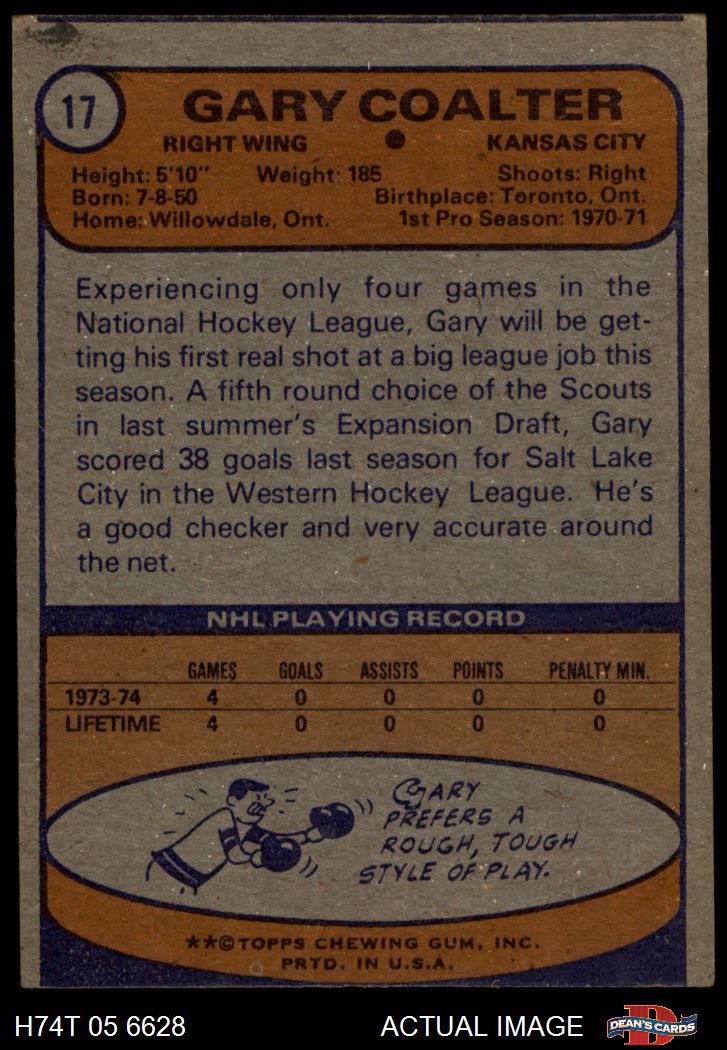 17
GARY COALTER
RIGHT WING KANSAS CITY
Height: 5'10" Weight: 185 Shoots: Right
Born: 7-8-50 Birthplace: Toronto, Ont.
Home: Willowdale, Ont. 1st Pro Season: 1970-71
Experiencing only four games in the
National Hockey League, Gary will be get-
ting his first real shot at a big league job this
season. A fifth round choice of the Scouts
in last summer's Expansion Draft, Gary
scored 38 goals last season for Salt Lake
City in the Western Hockey League. He's
a good checker and very accurate around
the net.
NHL PLAYING RECORD
GAMES GOALS ASSISTS POINTS PENALTY MIN.
1973-74 4 0 0 0 0
LIFETIME 4 0 0 0 0
GARY
PREFERS A
ROUGH, TOUGH
STYLE OF PLAY.
**©TOPPS CHEWING GUM, INC.
PRTD. IN U.S.A.
H74T 05 6628 ACTUAL IMAGE D DEAN'S CARDS